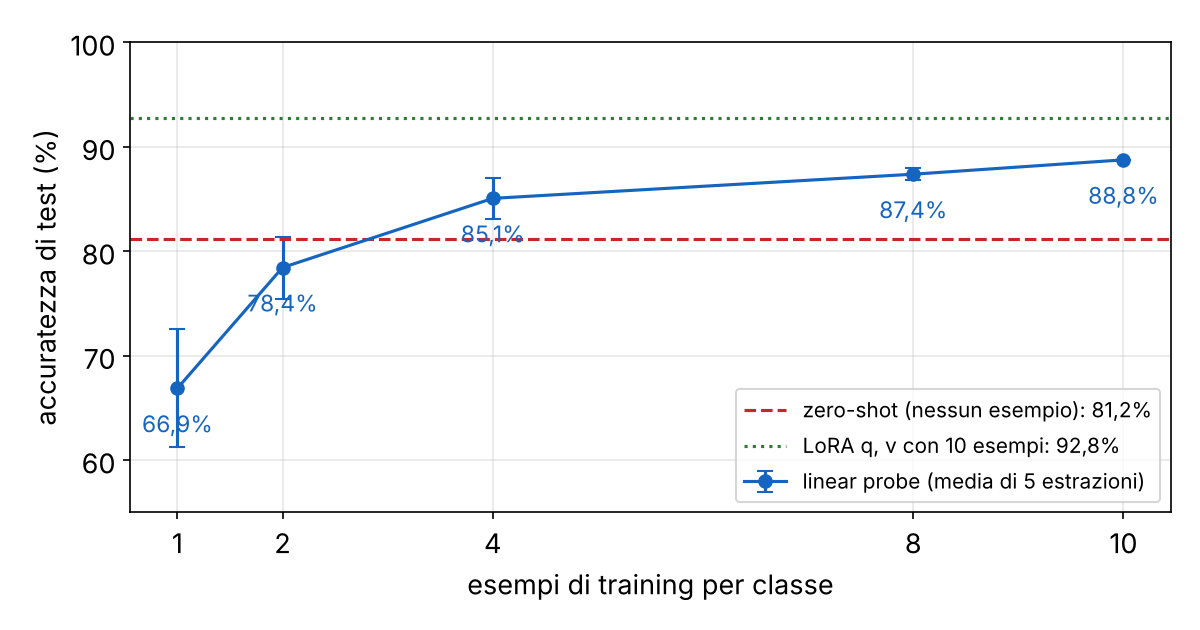 100
90
80
70
60
accuratezza di test (%)
66,9%
78,4%
85,1%
87,4%
88,8%
zero-shot (nessun esempio): 81,2%
LoRA q, v con 10 esempi: 92,8%
linear probe (media di 5 estrazioni)
1 2 4 8 10
esempi di training per classe